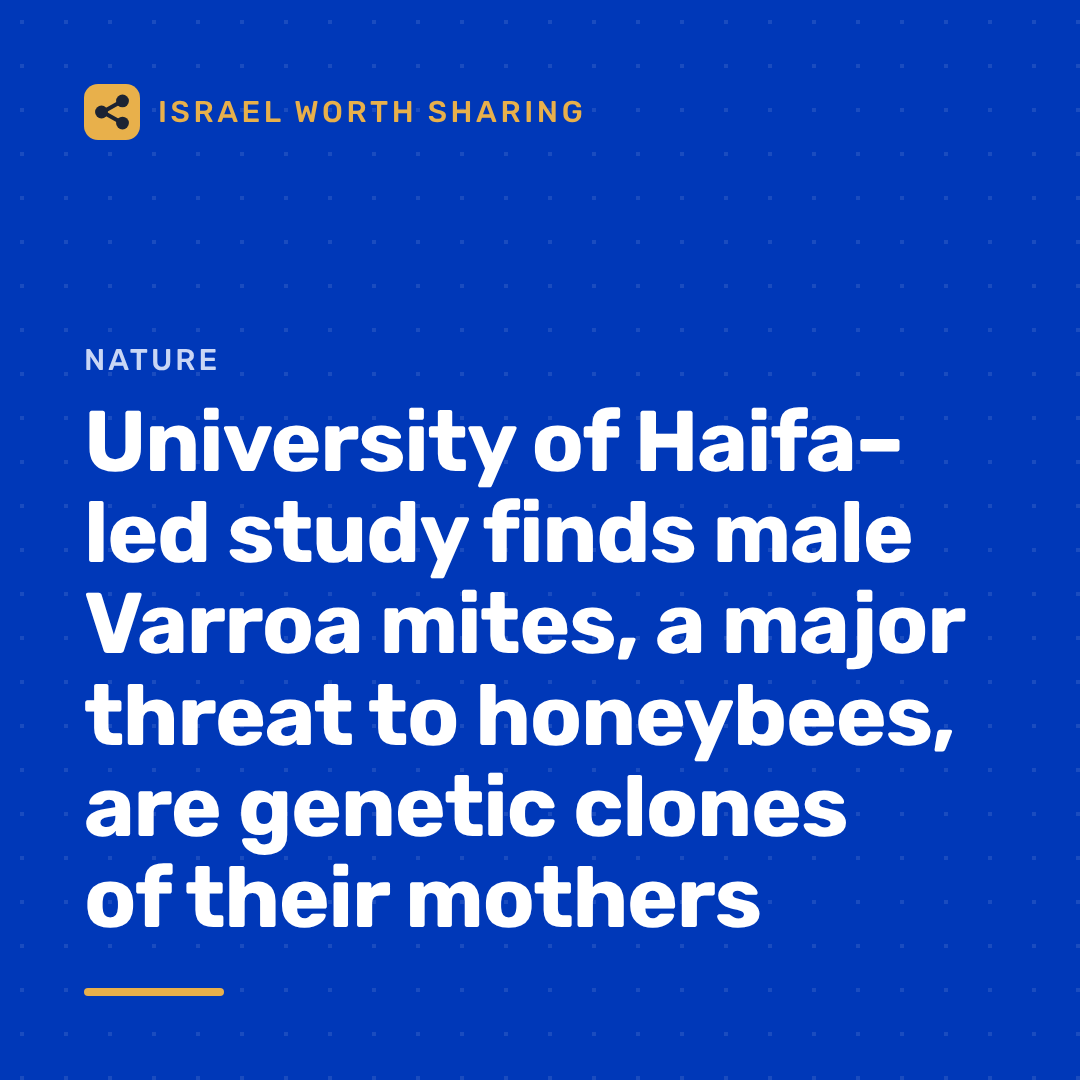 ISRAEL WORTH SHARING
NATURE
University of Haifa–
led study finds male
Varroa mites, a major
threat to honeybees,
are genetic clones
of their mothers